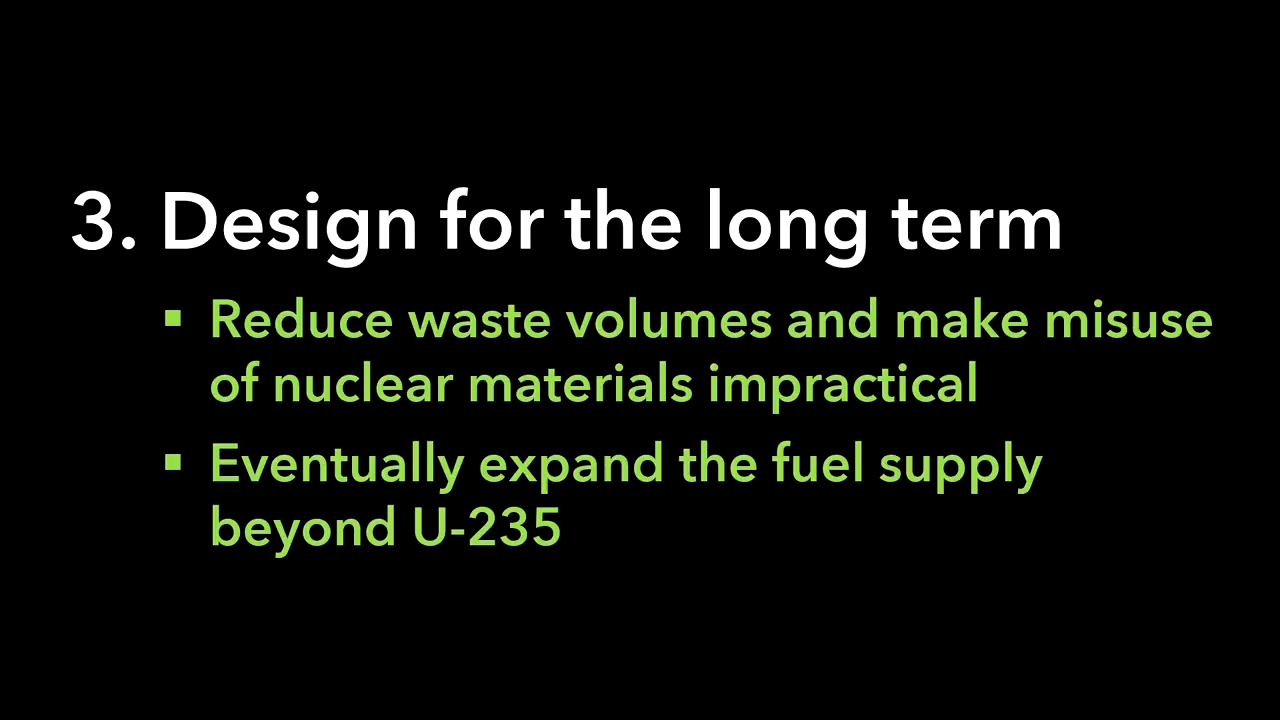 3. Design for the long term
▪ Reduce waste volumes and make misuse
of nuclear materials impractical
▪ Eventually expand the fuel supply
beyond U-235